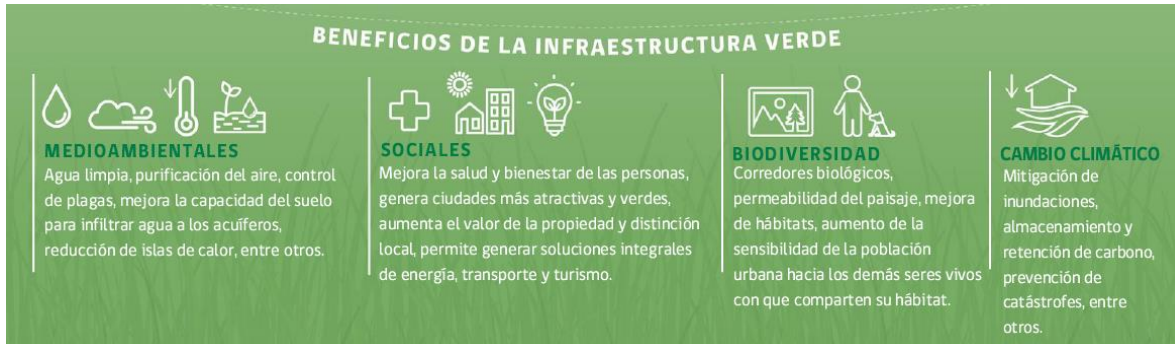 BENEFICIOS DE LA INFRAESTRUCTURA VERDE
MEDIOAMBIENTALES
Agua limpia, purificación del aire, control
de plagas, mejora la capacidad del suelo
para infiltrar agua a los acuíferos,
reducción de islas de calor, entre otros.
SOCIALES
Mejora la salud y bienestar de las personas,
genera ciudades más atractivas y verdes,
aumenta el valor de la propiedad y distinción
local, permite generar soluciones integrales
de energía, transporte y turismo.
BIODIVERSIDAD
Corredores biológicos,
permeabilidad del paisaje, mejora
de hábitats, aumento de la
sensibilidad de la población
urbana hacia los demás seres vivos
con que comparten su hábitat.
CAMBIO CLIMÁTICO
Mitigación de
inundaciones,
almacenamiento y
retención de carbono,
prevención de
catástrofes, entre
otros.